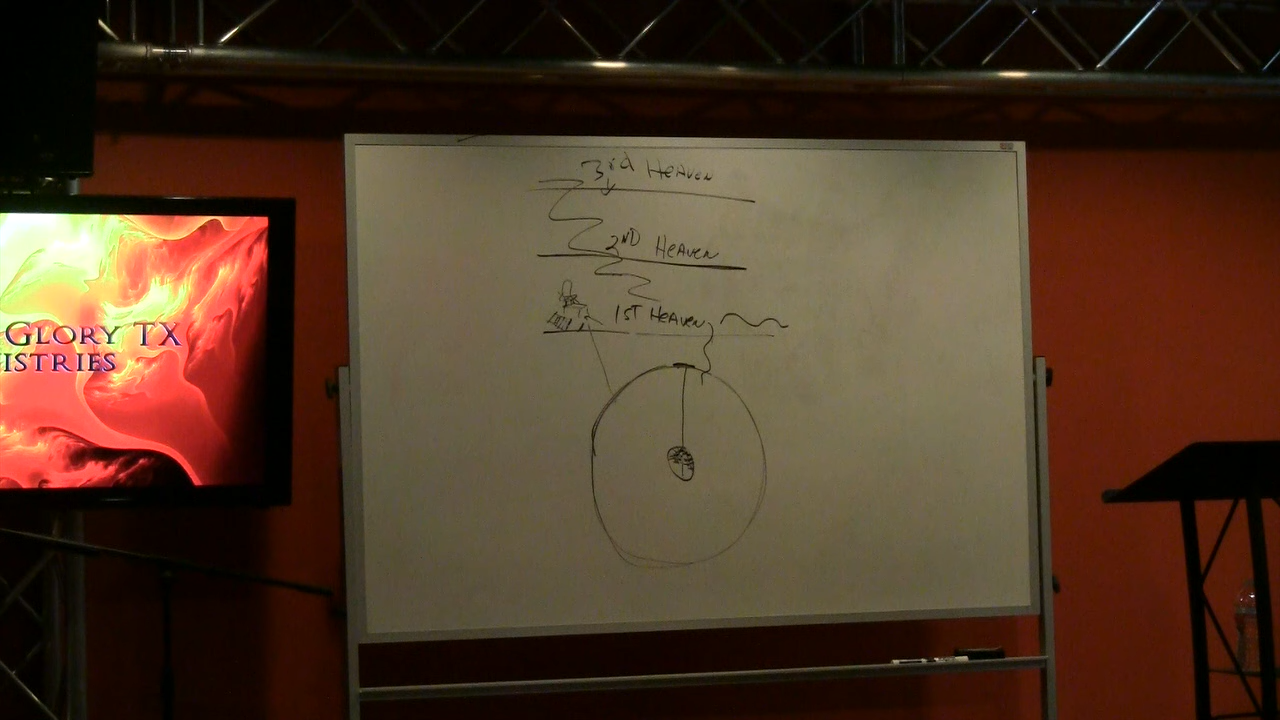 3rd HEAVEN
2ND HEAVEN
1ST HEAVEN
GLORY TX
ISTRIES